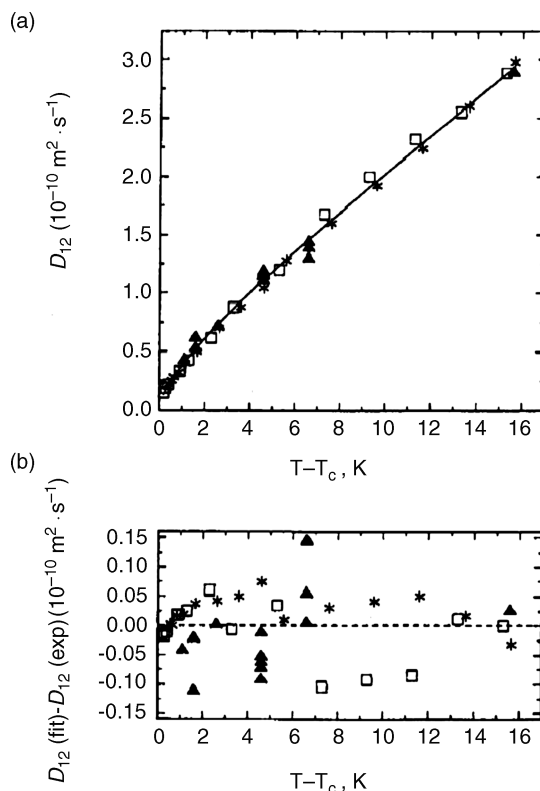 (a)
D₁₂ (10⁻¹⁰ m² · s⁻¹)
3.0
2.5
2.0
1.5
1.0
0.5
0.0
0 2 4 6 8 10 12 14 16
T–T_c , K
(b)
D₁₂ (fit)-D₁₂ (exp)(10⁻¹⁰ m² · s⁻¹)
0.15
0.10
0.05
0.00
-0.05
-0.10
-0.15
0 2 4 6 8 10 12 14 16
T–T_c , K